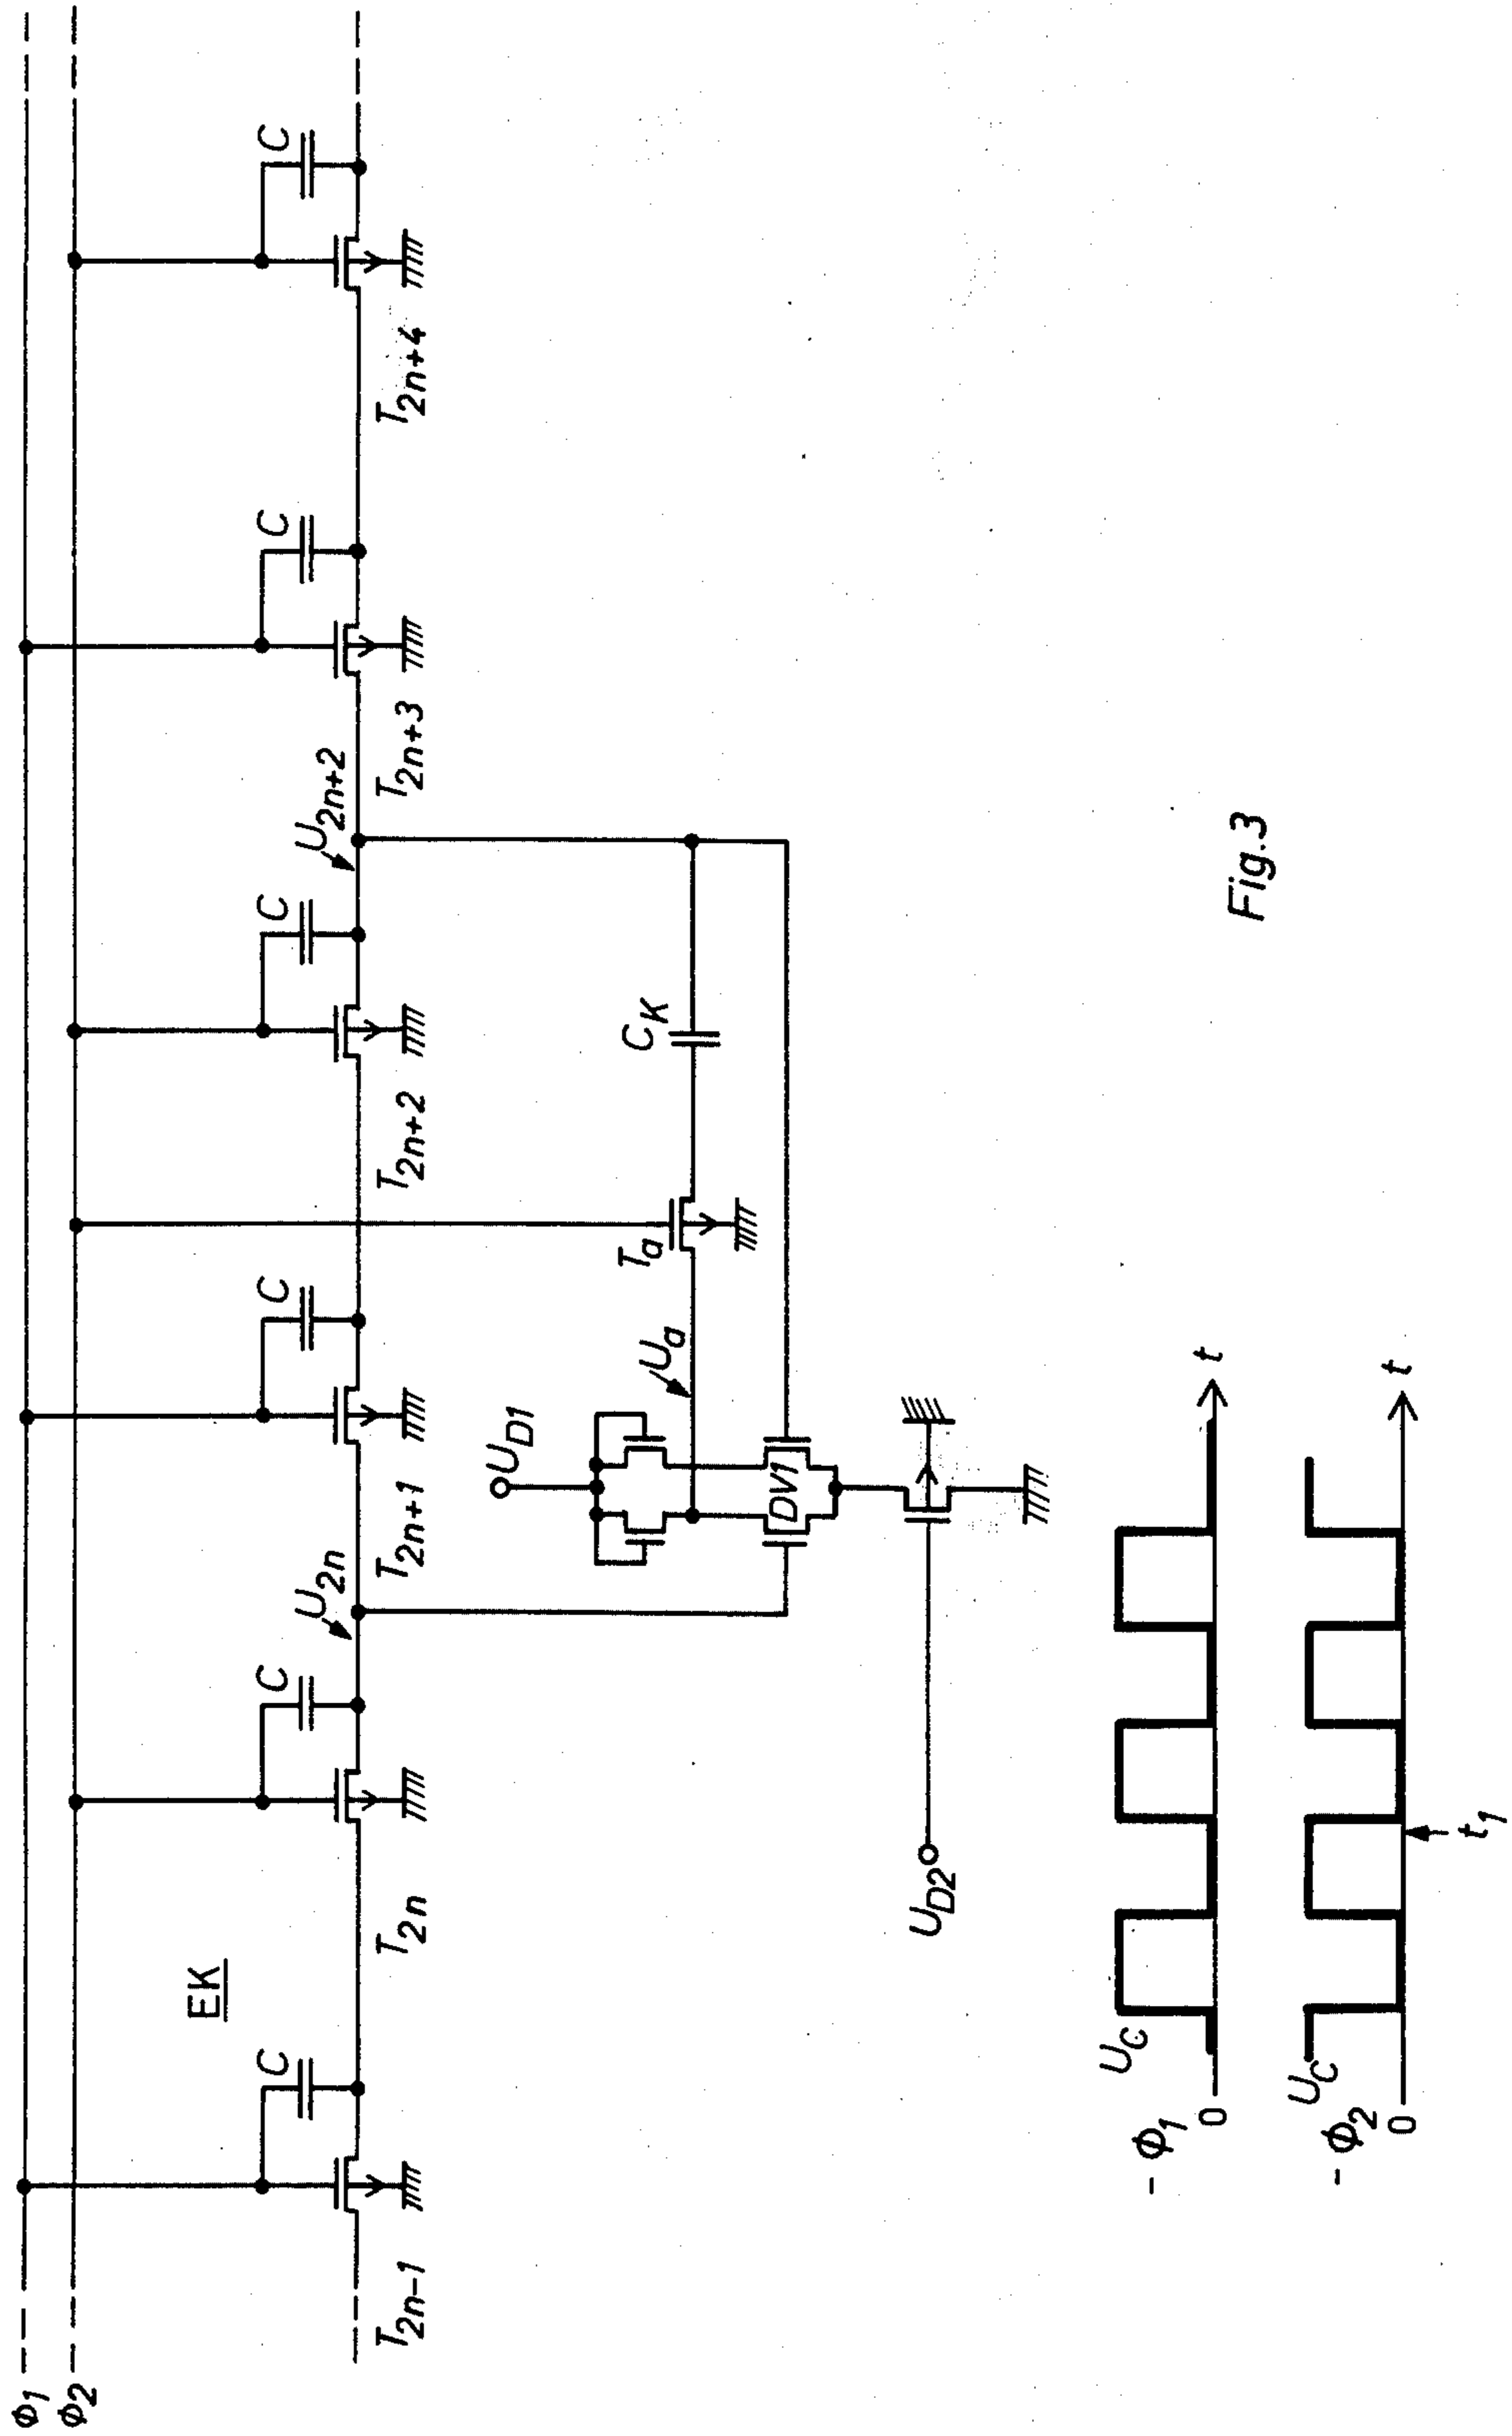 Φ1
Φ2
EK
C
C
C
C
C
C
U2n
U2n+2
T2n-1
T2n
T2n+1
T2n+2
T2n+3
T2n+4
UD1
Ua
Ta
CK
DV1
UD2
UC
- Φ1
0
t
UC
- Φ2
0
t
t1
Fig.3